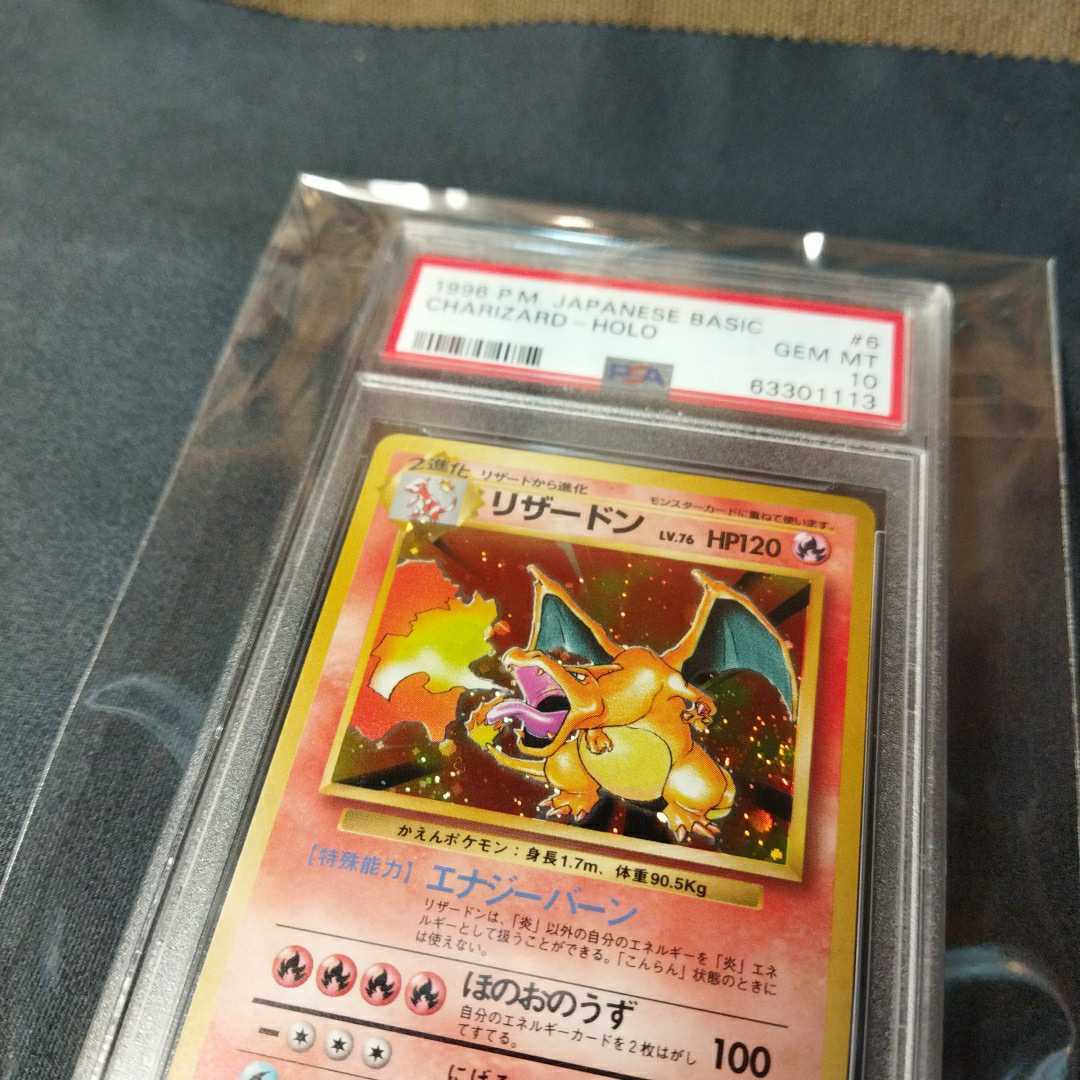 1996 P.M. JAPANESE BASIC #6
CHARIZARD-HOLO GEM MT
10
PSA 63301113
2進化 リザードから進化 モンスターカードに重ねて使います。
リザードン LV.76 HP120
かえんポケモン：身長1.7m、体重90.5Kg
【特殊能力】エナジーバーン
リザードンは、「炎」以外の自分のエネルギーを「炎」エネ
ルギーとして扱うことができる。「こんらん」状態のときに
は使えない。
ほのおのうず 100
自分のエネルギーカードを2枚はがし
てすてる。